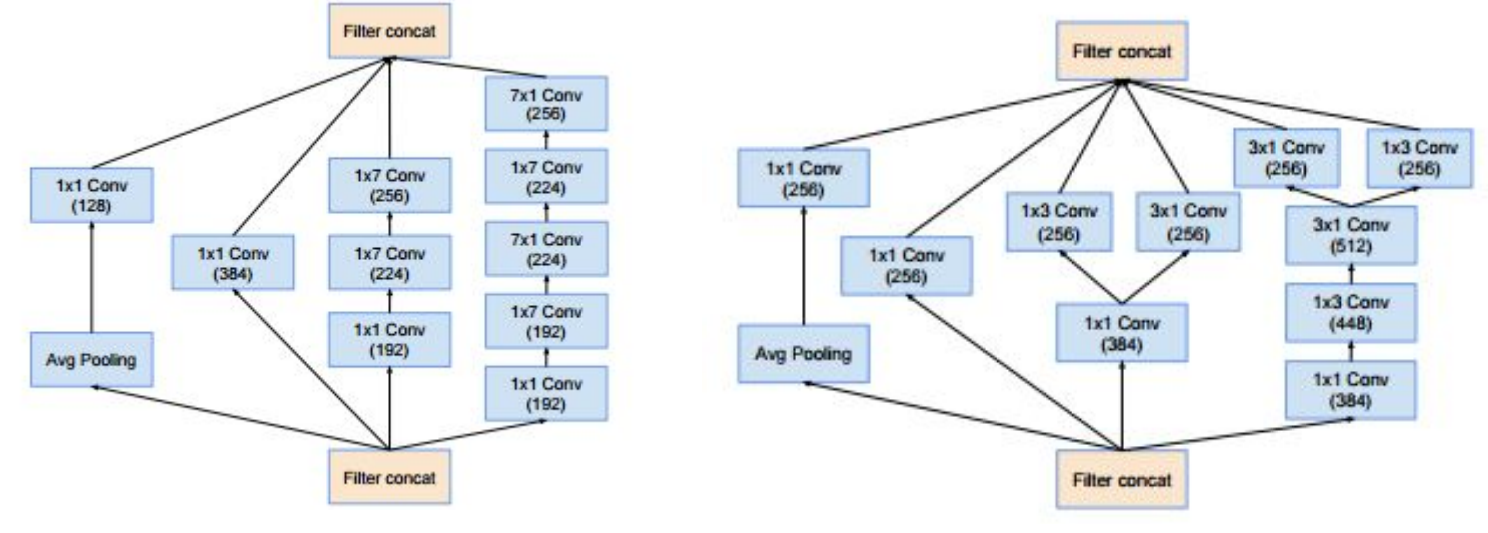 Filter concat
1x1 Conv
(128)
Avg Pooling
1x1 Conv
(384)
1x7 Conv
(256)
1x7 Conv
(224)
1x1 Conv
(192)
7x1 Conv
(256)
1x7 Conv
(224)
7x1 Conv
(224)
1x7 Conv
(192)
1x1 Conv
(192)
Filter concat
Filter concat
1x1 Conv
(256)
Avg Pooling
1x1 Conv
(256)
1x3 Conv
(256)
3x1 Conv
(256)
1x1 Conv
(384)
3x1 Conv
(256)
1x3 Conv
(256)
3x1 Conv
(512)
1x3 Conv
(448)
1x1 Conv
(384)
Filter concat